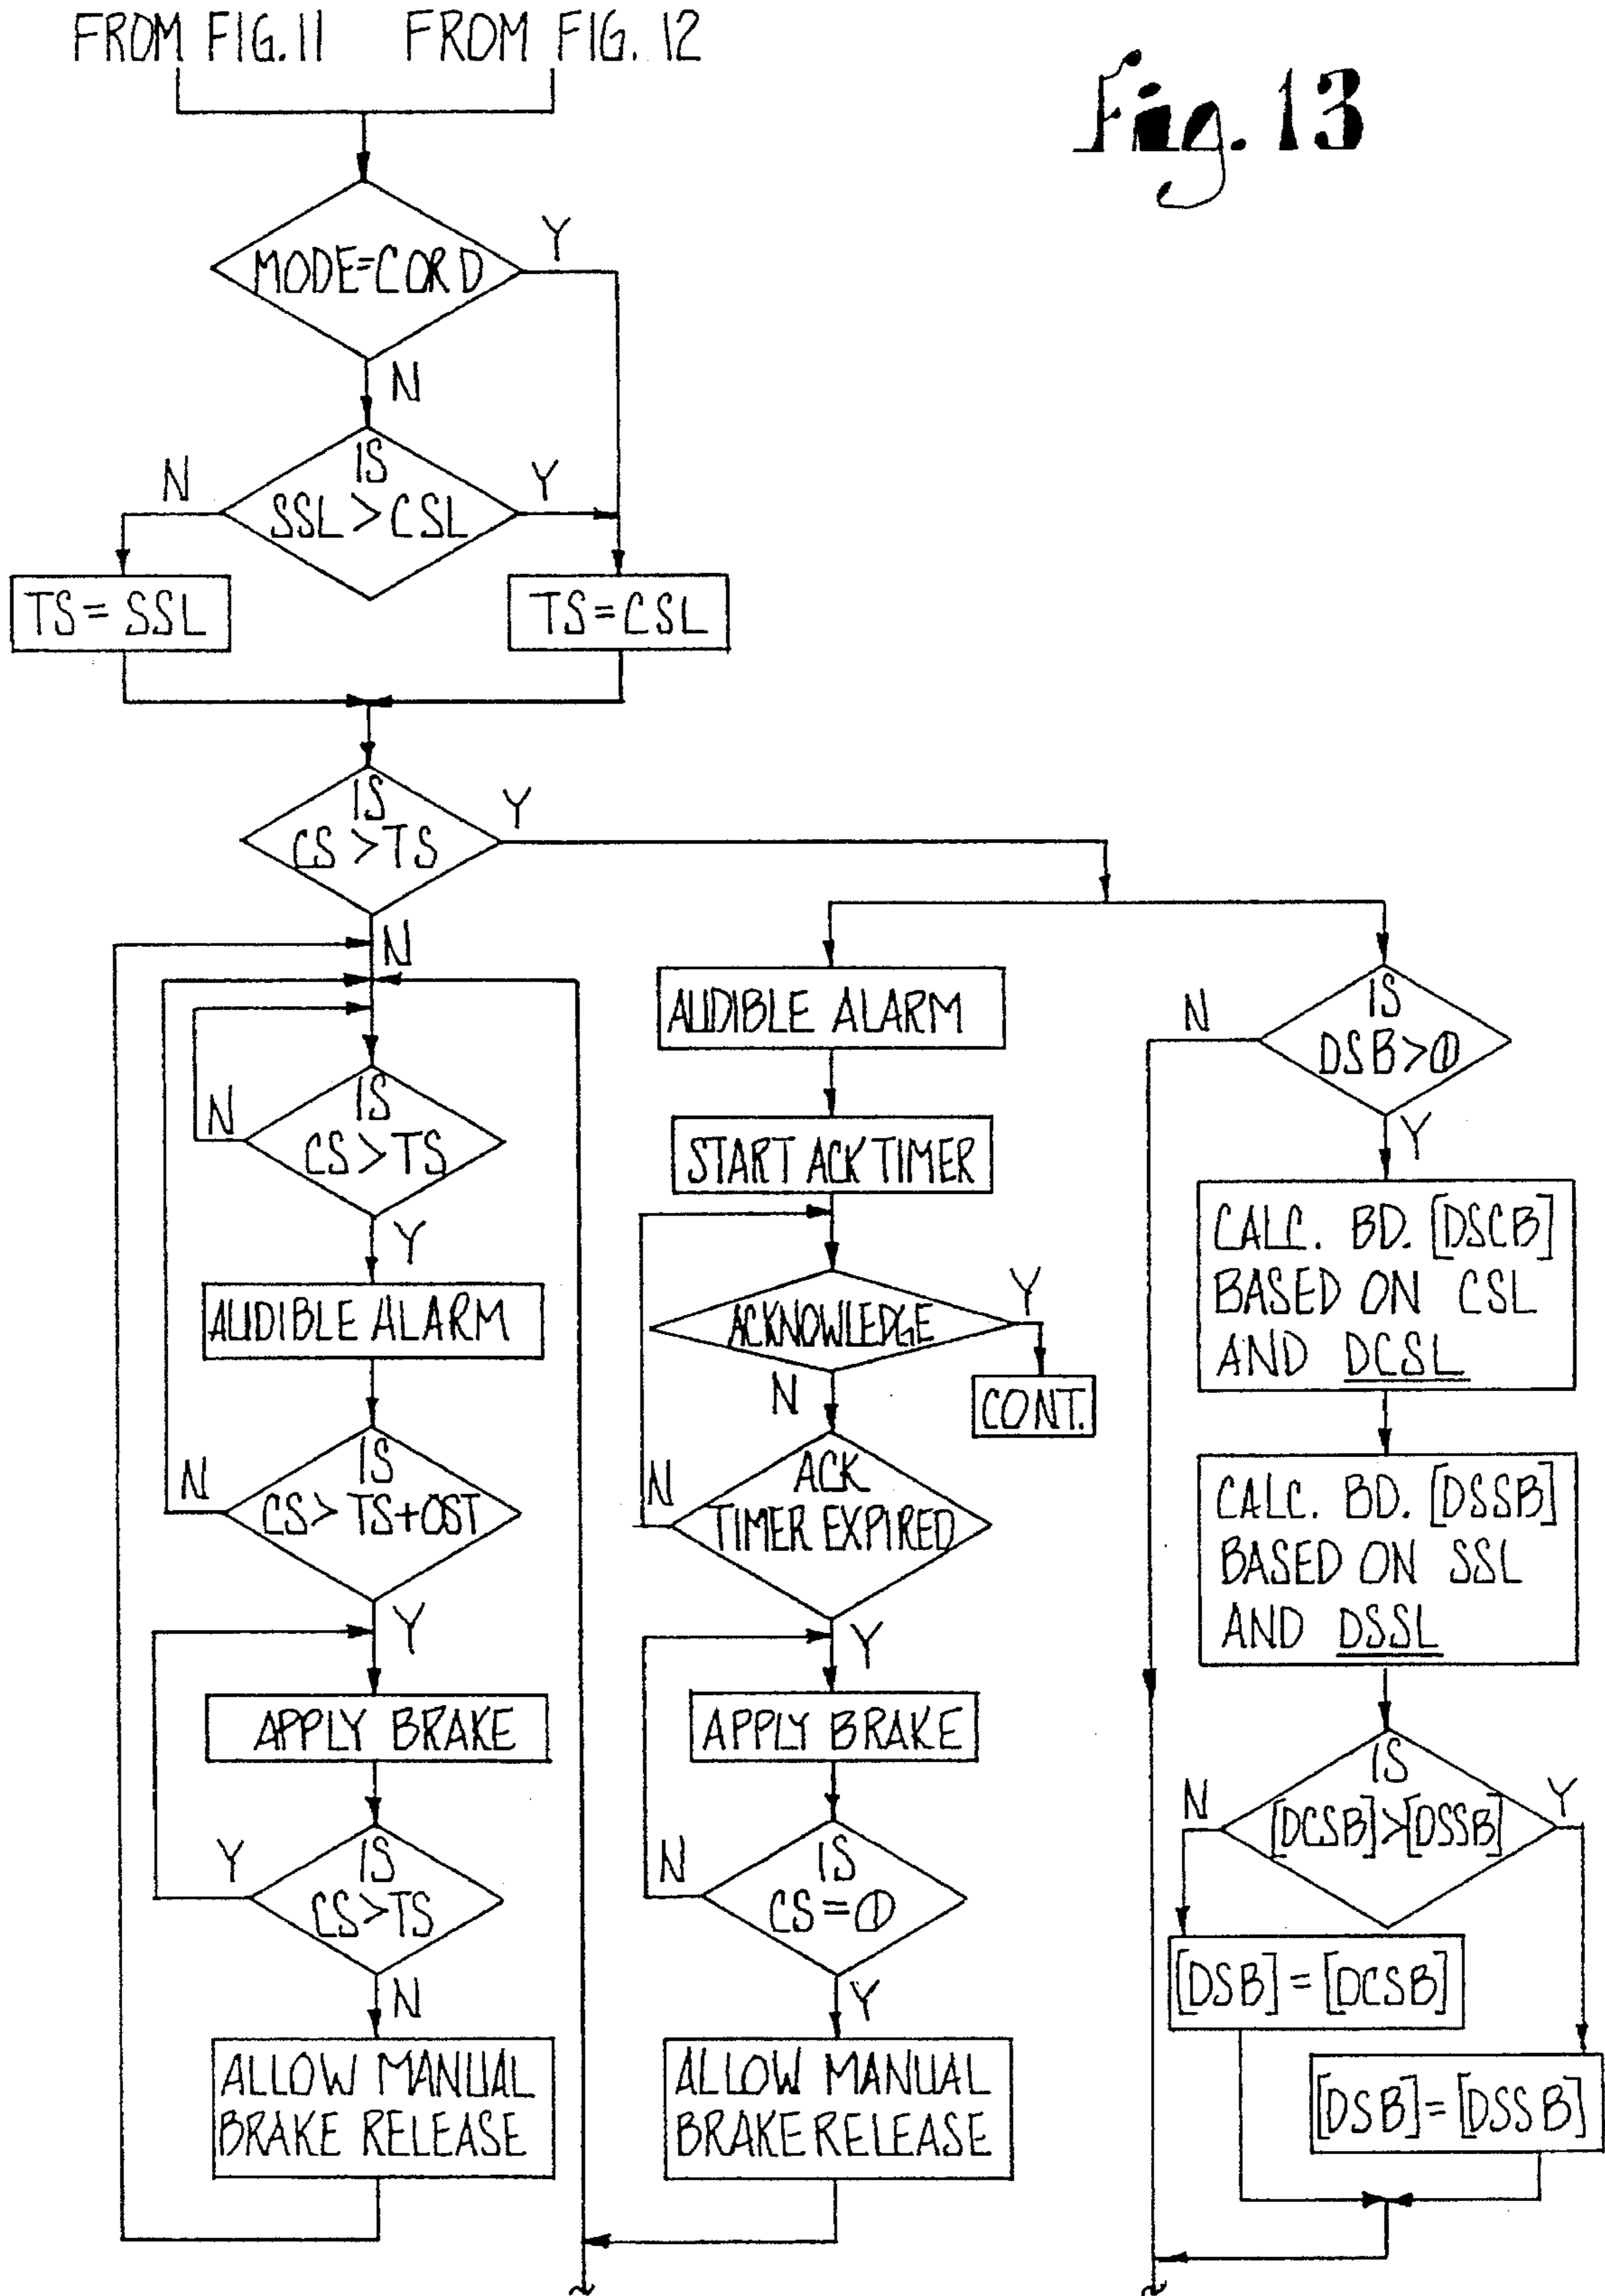 FROM FIG. 11 FROM FIG. 12
Fig. 13
MODE=CORD
Y
N
IS
SSL > CSL
N
Y
TS = SSL
TS = CSL
IS
CS > TS
Y
N
IS
CS > TS
N
Y
AUDIBLE ALARM
IS
CS > TS+OST
N
Y
APPLY BRAKE
IS
CS>TS
Y
N
ALLOW MANUAL
BRAKE RELEASE
AUDIBLE ALARM
START ACK TIMER
ACKNOWLEDGE
Y
CONT.
N
ACK
TIMER EXPIRED
N
Y
APPLY BRAKE
IS
CS = 0
N
Y
ALLOW MANUAL
BRAKE RELEASE
IS
DSB>0
N
Y
CALC. BD. [DSCB]
BASED ON CSL
AND DCSL
CALC. BD. [DSSB]
BASED ON SSL
AND DSSL
IS
[DCSB]>[DSSB]
N
Y
[DSB] = [DCSB]
[DSB] = [DSSB]